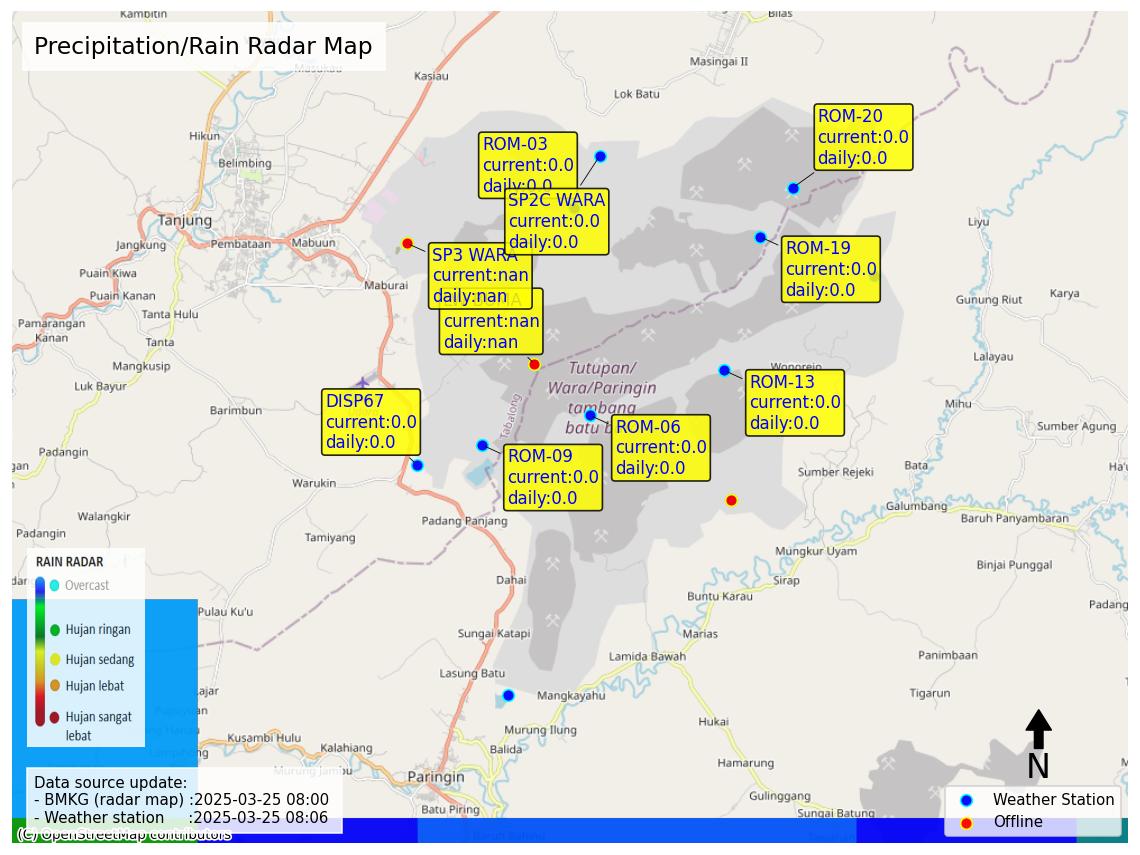 Kambitin
Bilas
Precipitation/Rain Radar Map
Masingai II
Masukau
Kasiau
Lok Batu
Hikun
ROM-20
current:0.0
daily:0.0
ROM-03
current:0.0
daily:0.0
Belimbing
SP2C WARA
current:0.0
daily:0.0
Tanjung
Liyu
Jangkung
Pembataan
Mabuun
ROM-19
current:0.0
daily:0.0
SP3 WARA
current:nan
daily:nan
Puain Kiwa
Maburai
Puain Kanan
Gunung Riut
Karya
Tanta Hulu
current:nan
daily:nan
Pamarangan
Kanan
Tanta
Lalayau
Mangkusip
Tutupan/
Wara/Paringin
tambang
batu b
Wonorejo
Luk Bayur
ROM-13
current:0.0
daily:0.0
DISP67
current:0.0
daily:0.0
Barimbun
Tabalong
Mihu
ROM-06
current:0.0
daily:0.0
Sumber Agung
Padangin
ROM-09
current:0.0
daily:0.0
Bata
Sumber Rejeki
Warukin
Galumbang
Walangkir
Padang Panjang
Baruh Panyambaran
Padangin
Tamiyang
Mungkur Uyam
RAIN RADAR
Overcast
Hujan ringan
Hujan sedang
Hujan lebat
Hujan sangat
lebat
Binjai Punggal
Dahai
Sirap
Buntu Karau
Padang
Pulau Ku'u
Sungai Katapi
Marias
Lamida Bawah
Panimbaan
Lasung Batu
Mangkayahu
Tigarun
Hukai
Murung Ilung
Kusambi Hulu
Kalahiang
Balida
Hamarung
N
Murung Jambu
Paringin
Data source update:
- BMKG (radar map) :2025-03-25 08:00
- Weather station :2025-03-25 08:06
Gulinggang
Batu Piring
Sungai Batung
Weather Station
Offline
(C) OpenStreetMap contributors